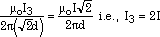 μ₀I₃/2π(√2d) = μ₀I√2/2πd i.e., I₃ = 2I